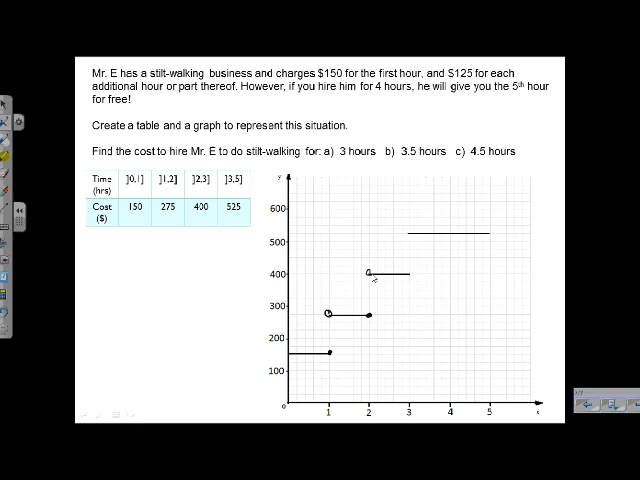 Mr. E has a stilt-walking business and charges $150 for the first hour, and $125 for each
additional hour or part thereof. However, if you hire him for 4 hours, he will give you the 5th hour
for free!
Create a table and a graph to represent this situation.
Find the cost to hire Mr. E to do stilt-walking for: a) 3 hours b) 3.5 hours c) 4.5 hours
Time (hrs) ]0,1] ]1,2] ]2,3] ]3,5]
Cost ($) 150 275 400 525
y
600
500
400
300
200
100
0 1 2 3 4 5 x